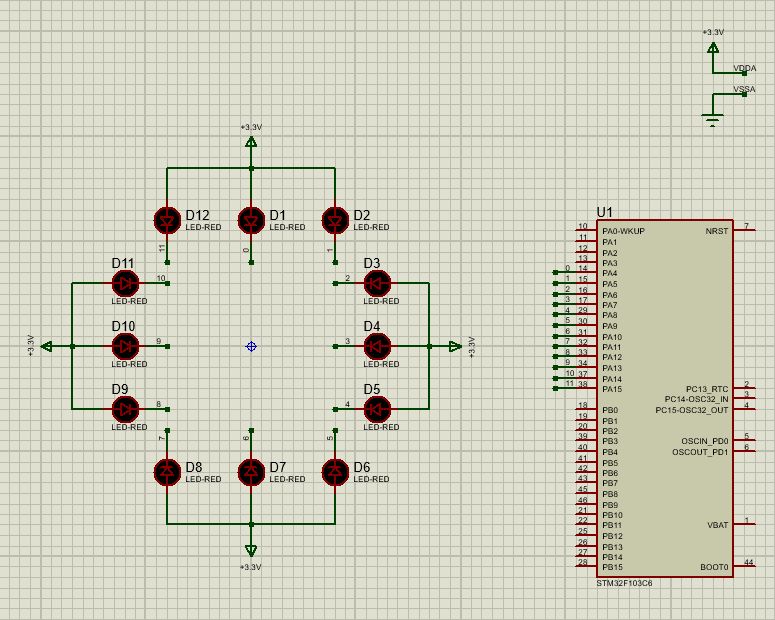 +3.3V
VDDA
VSSA
+3.3V
D12
LED-RED
D1
LED-RED
D2
LED-RED
11
0
1
D11
LED-RED
10
D3
LED-RED
2
D10
LED-RED
9
D4
LED-RED
3
+3.3V
+3.3V
D9
LED-RED
8
D5
LED-RED
4
7
6
5
D8
LED-RED
D7
LED-RED
D6
LED-RED
+3.3V
U1
10 PA0-WKUP
11 PA1
12 PA2
13 PA3
0 14 PA4
1 15 PA5
2 16 PA6
3 17 PA7
4 29 PA8
5 30 PA9
6 31 PA10
7 32 PA11
8 33 PA12
9 34 PA13
10 37 PA14
11 38 PA15
18 PB0
19 PB1
20 PB2
39 PB3
40 PB4
41 PB5
42 PB6
43 PB7
45 PB8
46 PB9
21 PB10
22 PB11
25 PB12
26 PB13
27 PB14
28 PB15
NRST 7
PC13_RTC 2
PC14-OSC32_IN 3
PC15-OSC32_OUT 4
OSCIN_PD0 5
OSCOUT_PD1 6
VBAT 1
BOOT0 44
STM32F103C6